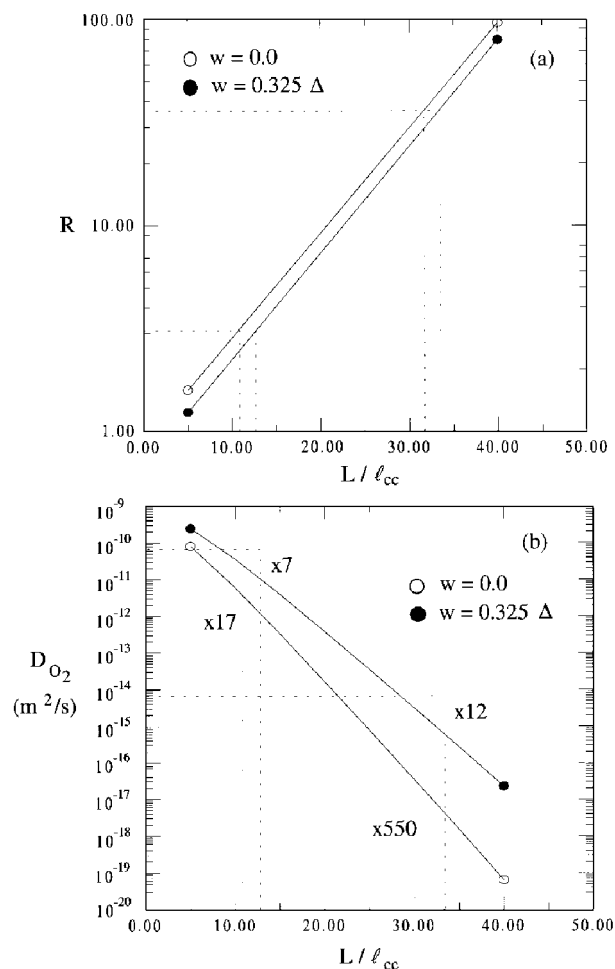 100.00
w = 0.0
w = 0.325 Δ
(a)
R
10.00
1.00
0.00 10.00 20.00 30.00 40.00 50.00
L / ℓcc
10⁻⁹
10⁻¹⁰
10⁻¹¹
10⁻¹²
10⁻¹³
10⁻¹⁴
10⁻¹⁵
10⁻¹⁶
10⁻¹⁷
10⁻¹⁸
10⁻¹⁹
10⁻²⁰
(b)
x7
w = 0.0
w = 0.325 Δ
x17
D O₂
(m²/s)
x12
x550
0.00 10.00 20.00 30.00 40.00 50.00
L / ℓcc